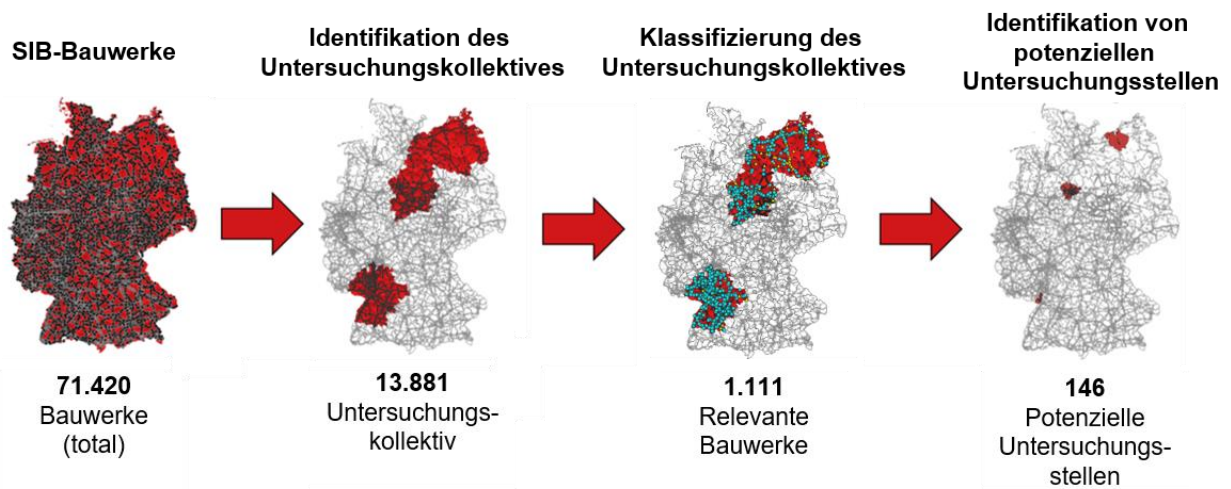 SIB-Bauwerke
Identifikation des
Untersuchungskollektives
Klassifizierung des
Untersuchungskollektives
Identifikation von
potenziellen
Untersuchungsstellen
71.420
Bauwerke
(total)
13.881
Untersuchungs-
kollektiv
1.111
Relevante
Bauwerke
146
Potenzielle
Untersuchungs-
stellen